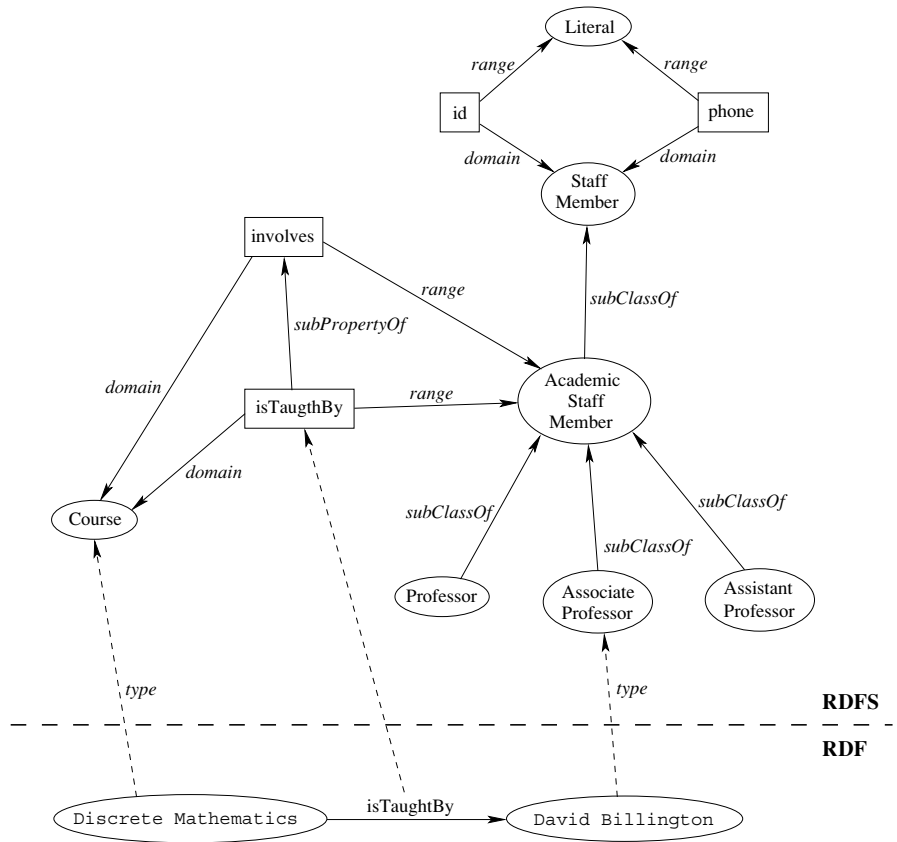 Literal
range
range
id
phone
domain
domain
Staff
Member
involves
range
subClassOf
subPropertyOf
domain
Academic
Staff
Member
isTaugthBy
range
domain
Course
subClassOf
subClassOf
subClassOf
Professor
Associate
Professor
Assistant
Professor
type
type
RDFS
RDF
isTaughtBy
Discrete Mathematics
David Billington